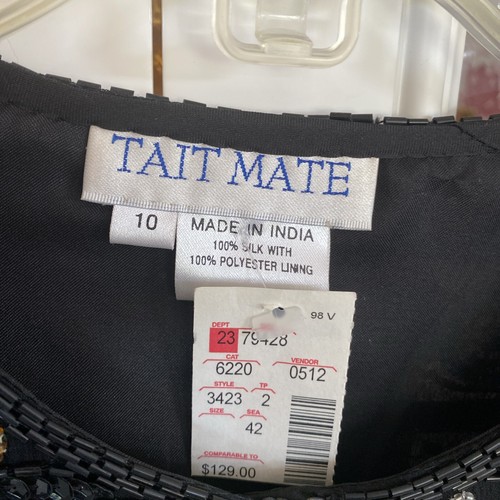 TAIT MATE
10
MADE IN INDIA
100% SILK WITH
100% POLYESTER LINING
98 V
DEPT
23 79428
CAT VENDOR
6220 0512
STYLE TP
3423 2
SIZE SEA
42
COMPARABLE TO
$129.00